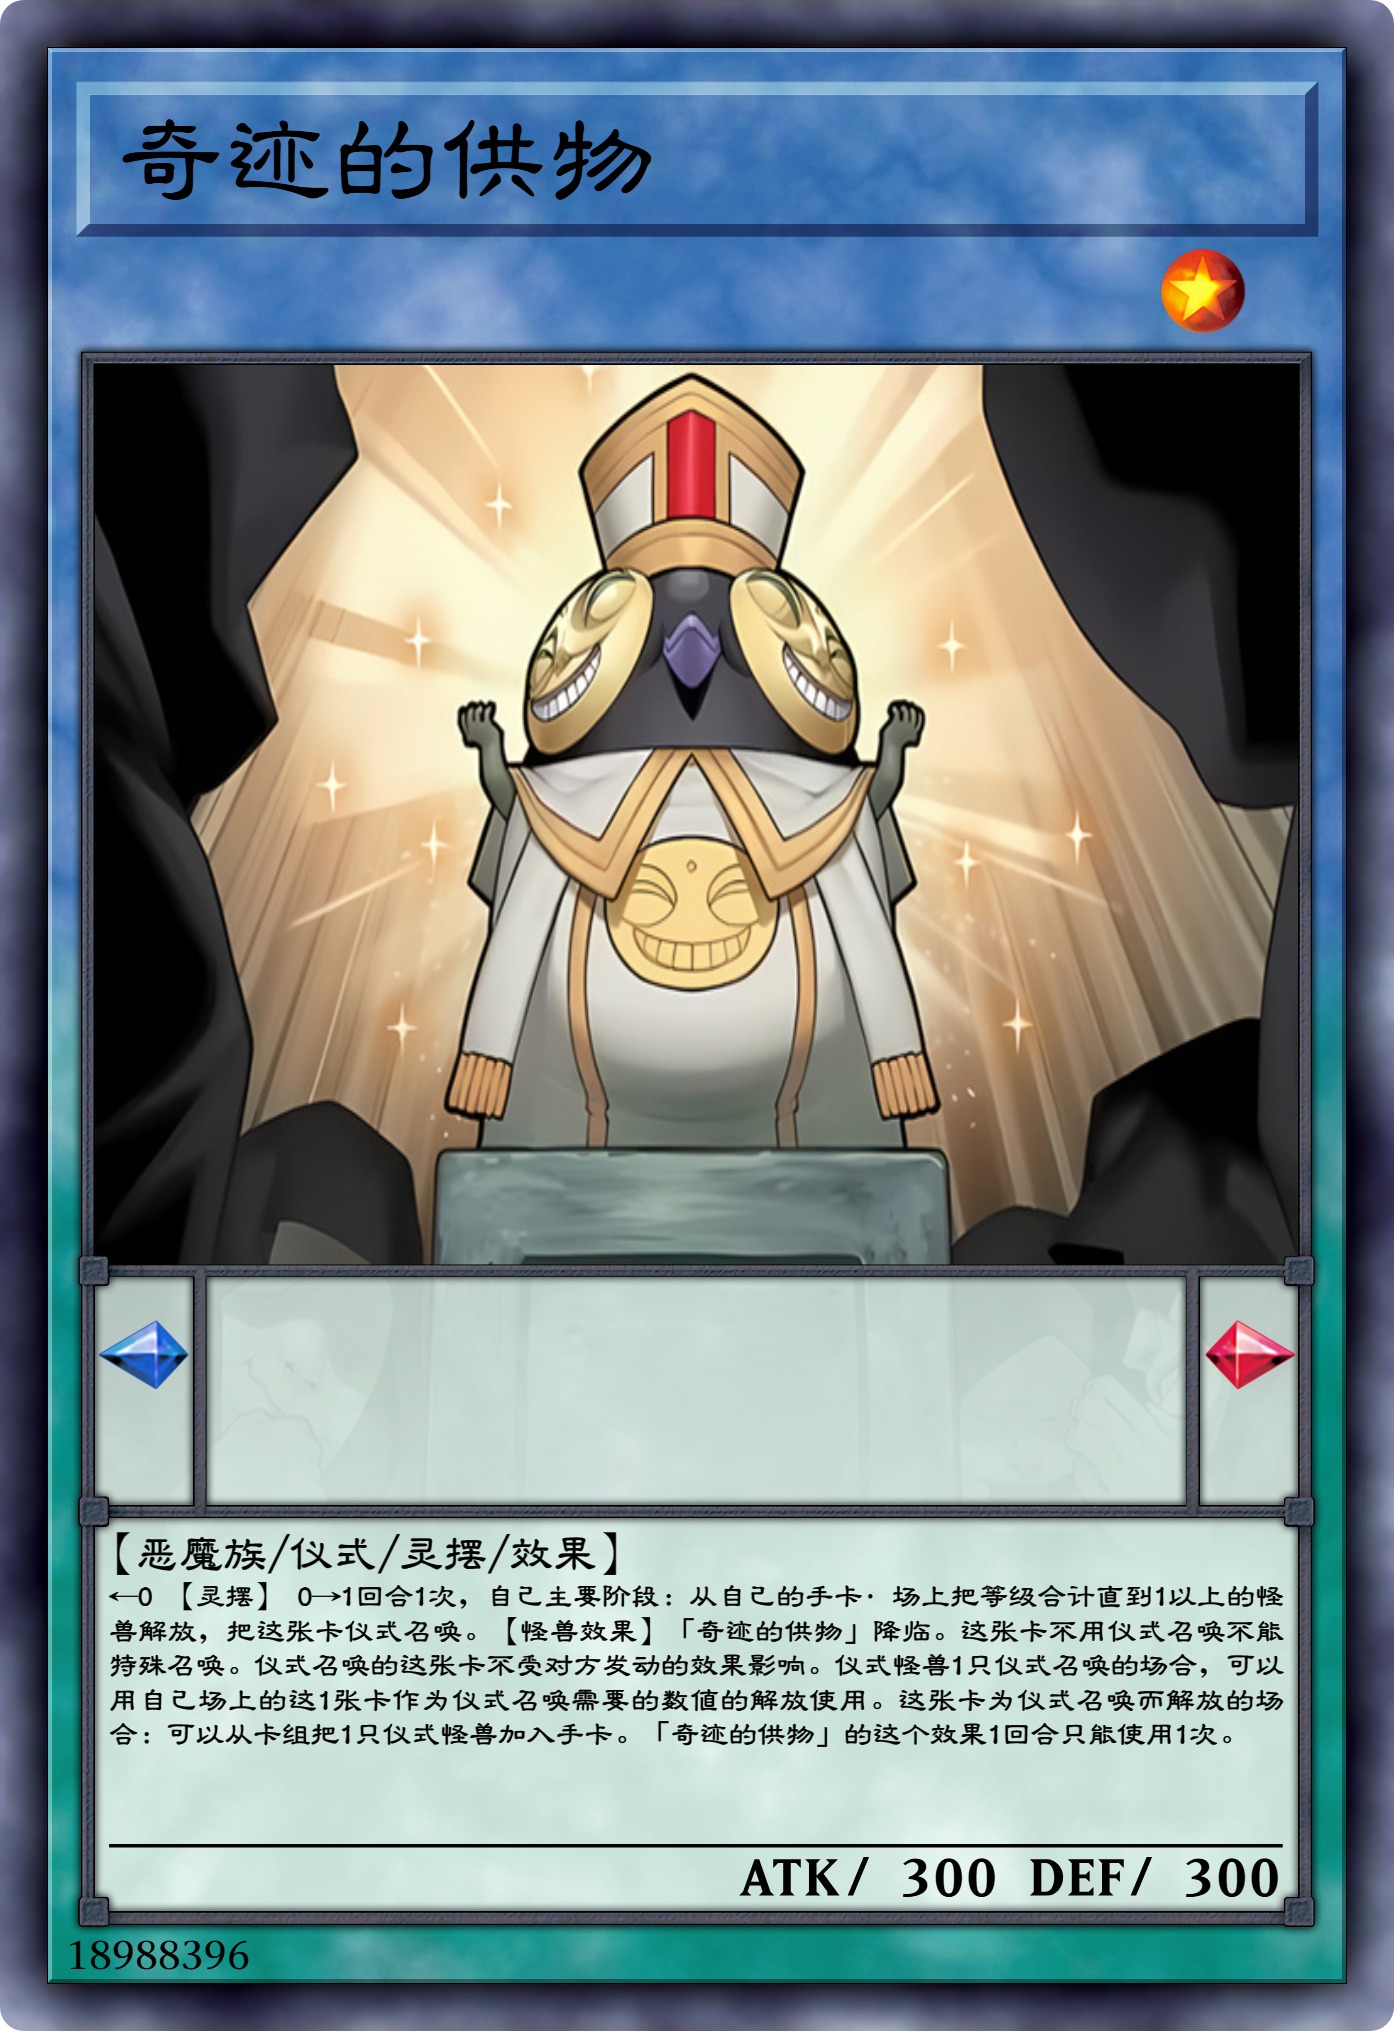 奇迹的供物
【恶魔族/仪式/灵摆/效果】
←0 【灵摆】 0→1回合1次，自己主要阶段：从自己的手卡·场上把等级合计直到1以上的怪
兽解放，把这张卡仪式召唤。【怪兽效果】「奇迹的供物」降临。这张卡不用仪式召唤不能
特殊召唤。仪式召唤的这张卡不受对方发动的效果影响。仪式怪兽1只仪式召唤的场合，可以
用自己场上的这1张卡作为仪式召唤需要的数值的解放使用。这张卡为仪式召唤而解放的场
合：可以从卡组把1只仪式怪兽加入手卡。「奇迹的供物」的这个效果1回合只能使用1次。
ATK/ 300 DEF/ 300
18988396